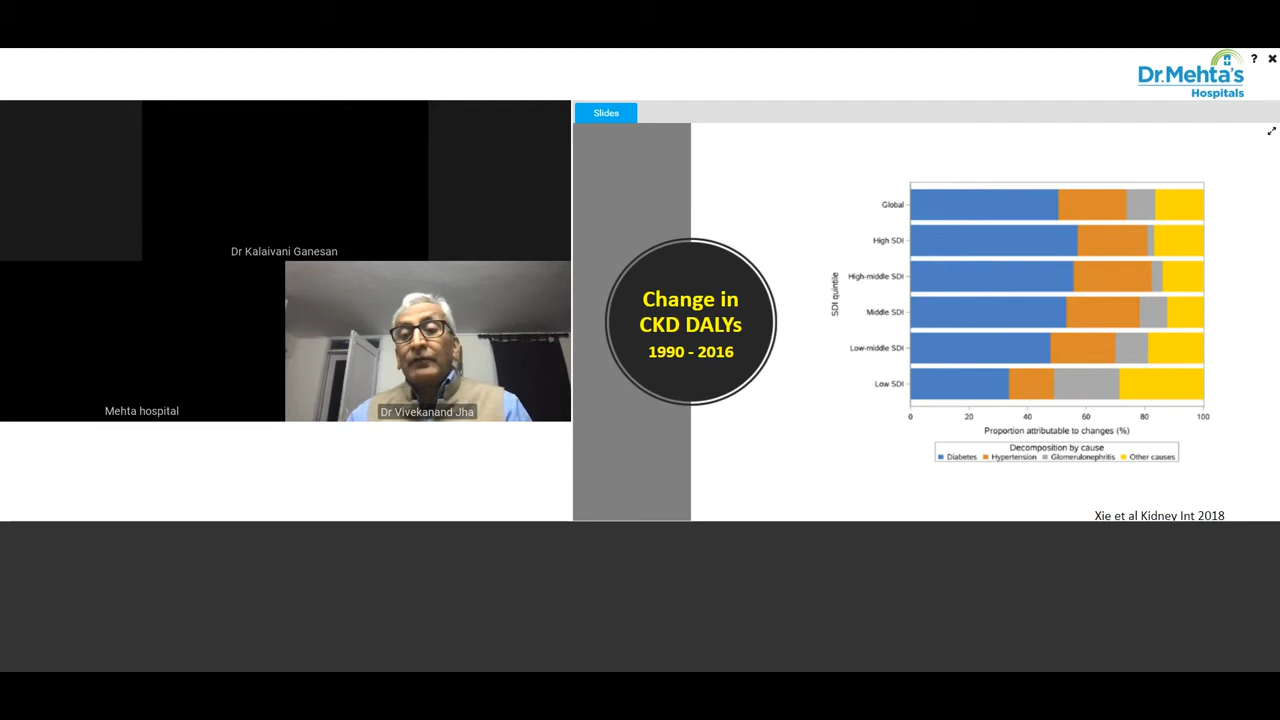 ? ✖
Dr.Mehta's
Hospitals
Slides
Dr Kalaivani Ganesan
Mehta hospital
Dr Vivekanand Jha
Change in
CKD DALYs
1990 - 2016
SDI quintile
Global
High SDI
High-middle SDI
Middle SDI
Low-middle SDI
Low SDI
0 20 40 60 80 100
Proportion attributable to changes (%)
Decomposition by cause
Diabetes Hypertension Glomerulonephritis Other causes
Xie et al Kidney Int 2018